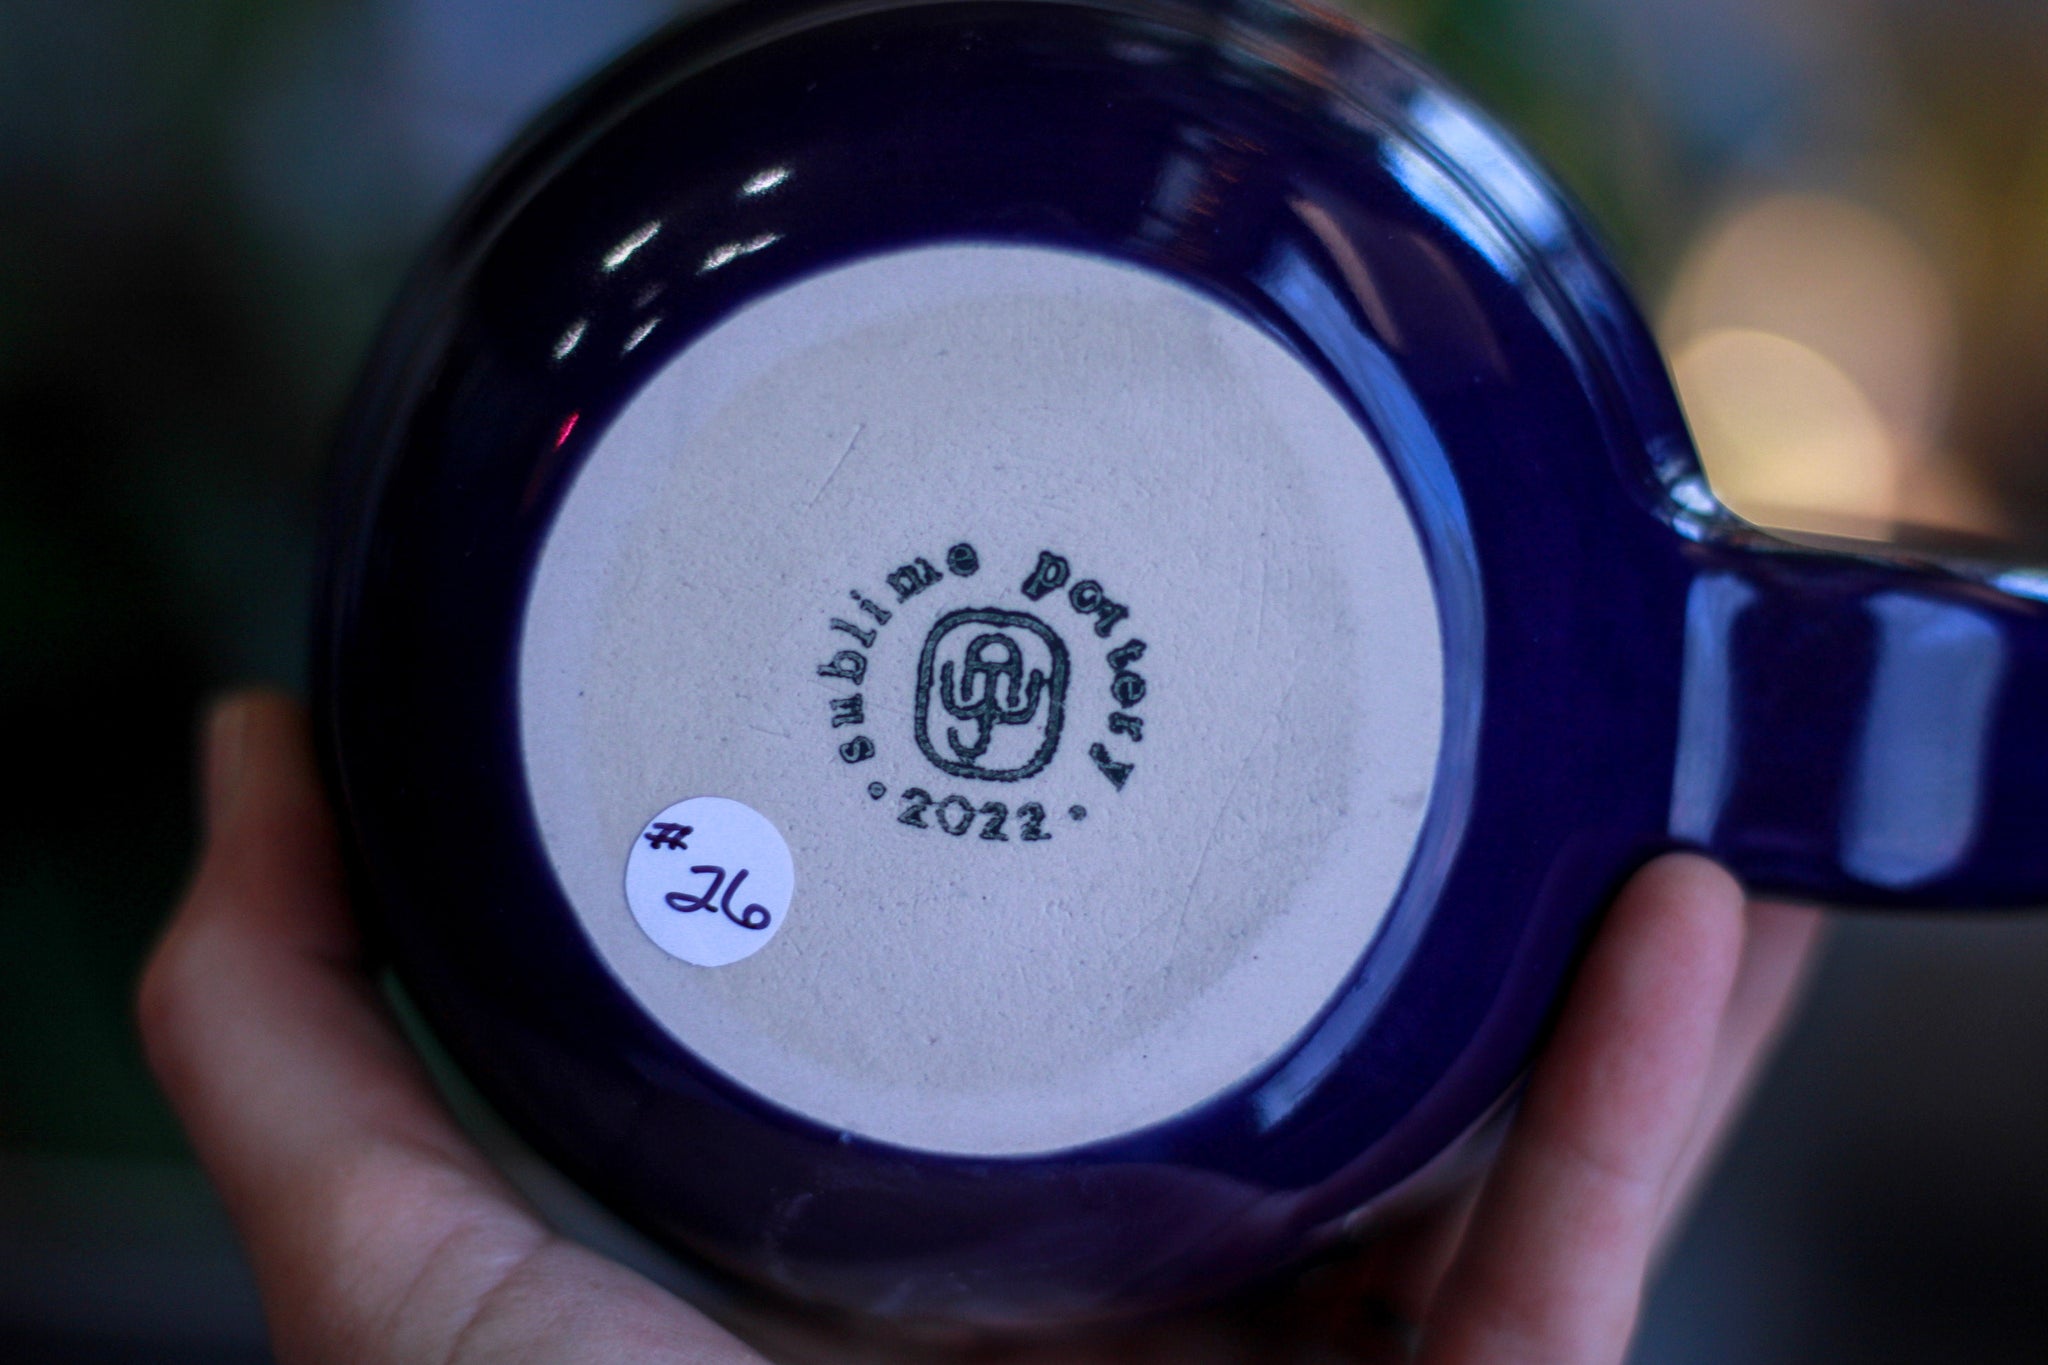 sublime pottery
· 2022 ·
#
26